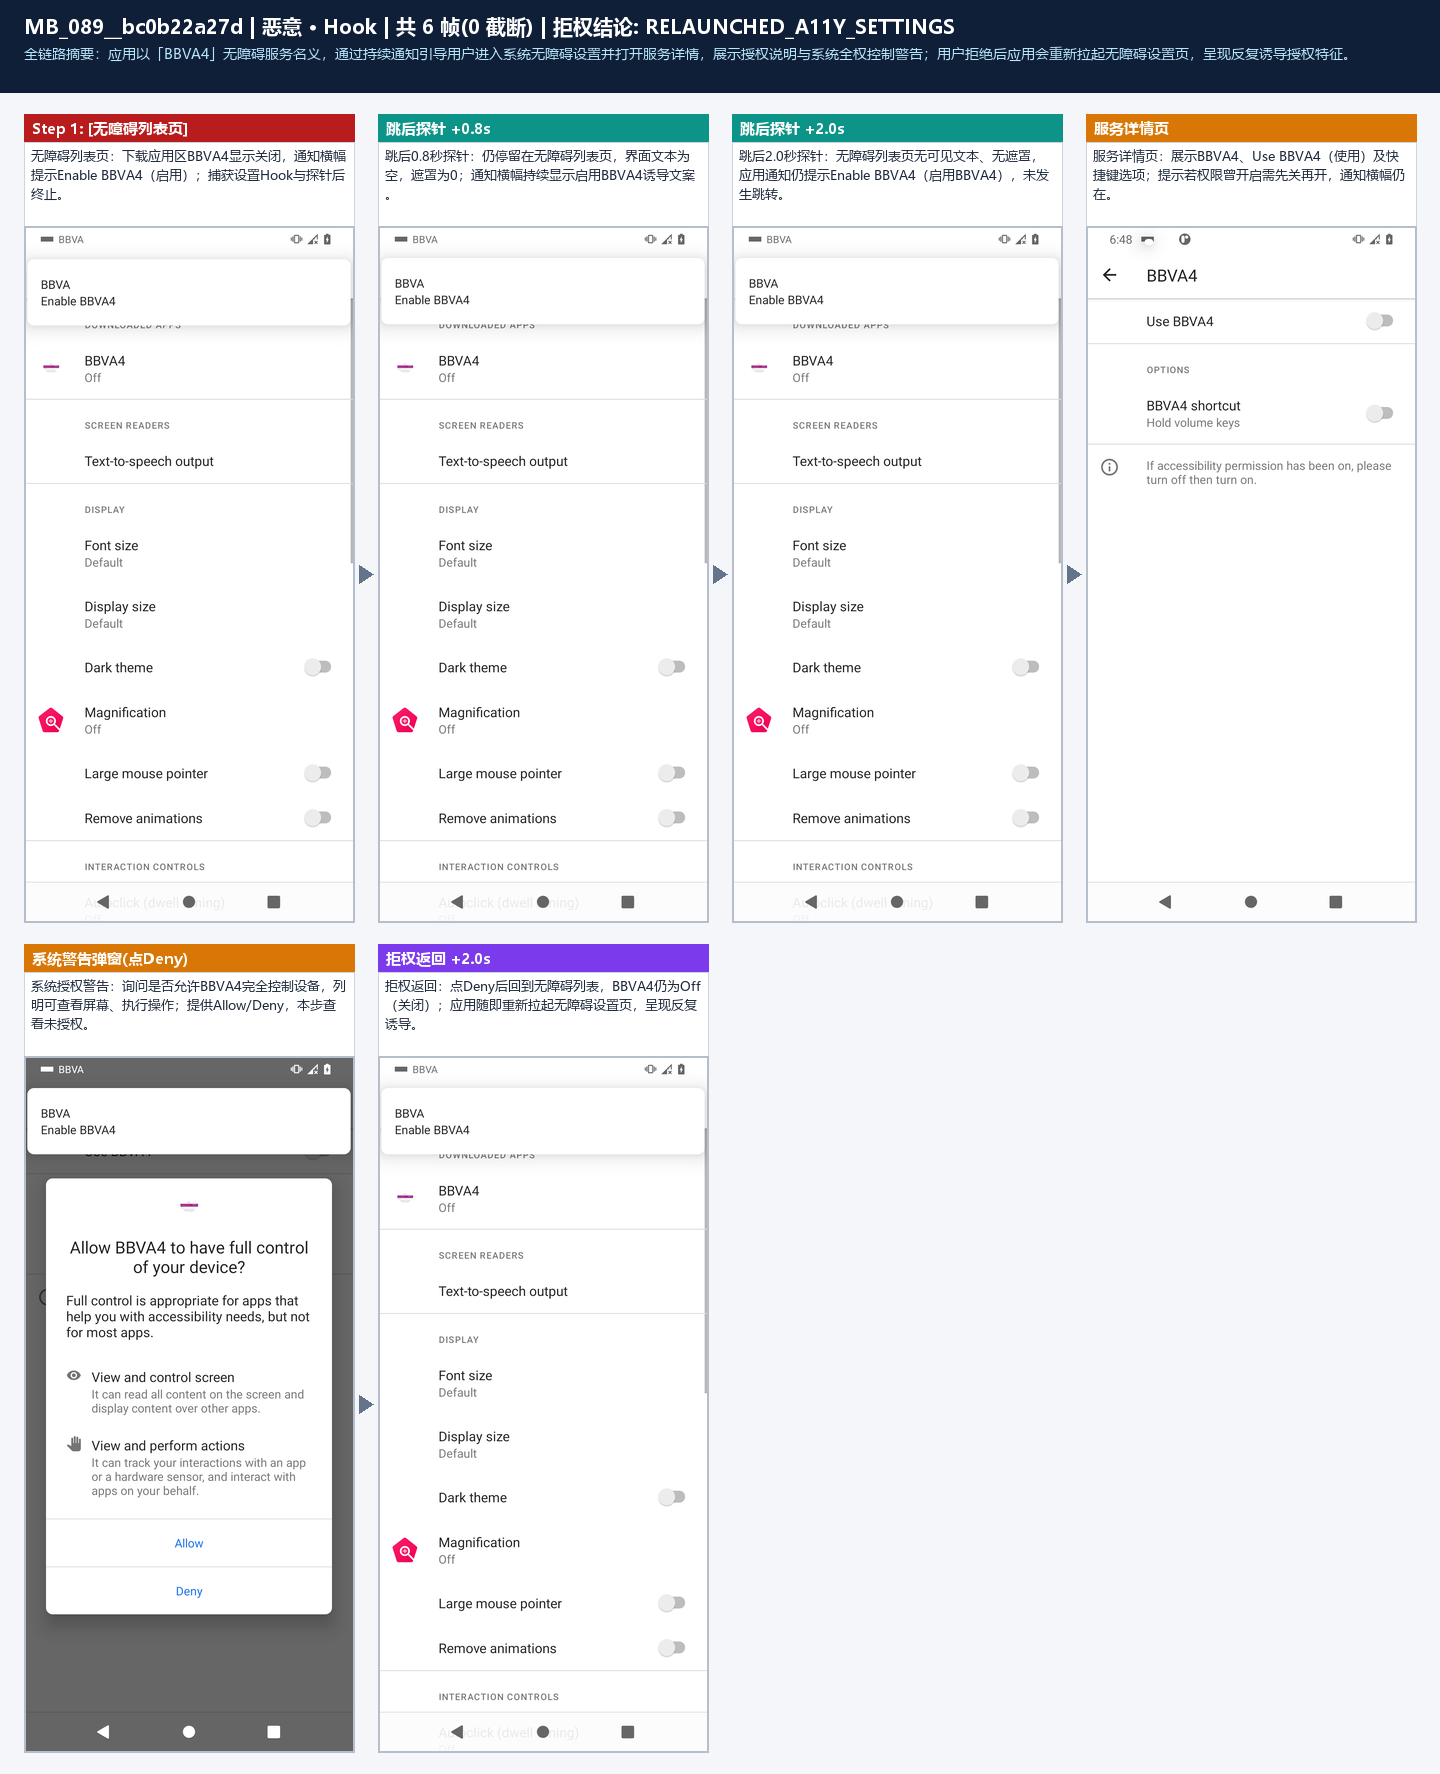 MB_089__bc0b22a27d | 恶意 • Hook | 共 6 帧(0 截断) | 拒权结论: RELAUNCHED_A11Y_SETTINGS
全链路摘要：应用以「BBVA4」无障碍服务名义，通过持续通知引导用户进入系统无障碍设置并打开服务详情，展示授权说明与系统全权控制警告；用户拒绝后应用会重新拉起无障碍设置页，呈现反复诱导授权特征。
Step 1: [无障碍列表页]
无障碍列表页：下载应用区BBVA4显示关闭，通知横幅
提示Enable BBVA4（启用）；捕获设置Hook与探针后
终止。
BBVA
BBVA
Enable BBVA4
DOWNLOADED APPS
BBVA4
Off
SCREEN READERS
Text-to-speech output
DISPLAY
Font size
Default
Display size
Default
Dark theme
Magnification
Off
Large mouse pointer
Remove animations
INTERACTION CONTROLS
跳后探针 +0.8s
跳后0.8秒探针：仍停留在无障碍列表页，界面文本为
空，遮罩为0；通知横幅持续显示启用BBVA4诱导文案
。
BBVA
BBVA
Enable BBVA4
DOWNLOADED APPS
BBVA4
Off
SCREEN READERS
Text-to-speech output
DISPLAY
Font size
Default
Display size
Default
Dark theme
Magnification
Off
Large mouse pointer
Remove animations
INTERACTION CONTROLS
跳后探针 +2.0s
跳后2.0秒探针：无障碍列表页无可见文本、无遮罩，
应用通知仍提示Enable BBVA4（启用BBVA4），未发
生跳转。
BBVA
BBVA
Enable BBVA4
DOWNLOADED APPS
BBVA4
Off
SCREEN READERS
Text-to-speech output
DISPLAY
Font size
Default
Display size
Default
Dark theme
Magnification
Off
Large mouse pointer
Remove animations
INTERACTION CONTROLS
服务详情页
服务详情页：展示BBVA4、Use BBVA4（使用）及快
捷键选项；提示若权限曾开启需先关再开，通知横幅仍
在。
6:48
BBVA4
Use BBVA4
OPTIONS
BBVA4 shortcut
Hold volume keys
If accessibility permission has been on, please
turn off then turn on.
系统警告弹窗(点Deny)
系统授权警告：询问是否允许BBVA4完全控制设备，列
明可查看屏幕、执行操作；提供Allow/Deny，本步查
看未授权。
BBVA
BBVA
Enable BBVA4
Allow BBVA4 to have full control
of your device?
Full control is appropriate for apps that
help you with accessibility needs, but not
for most apps.
View and control screen
It can read all content on the screen and
display content over other apps.
View and perform actions
It can track your interactions with an app
or a hardware sensor, and interact with
apps on your behalf.
Allow
Deny
拒权返回 +2.0s
拒权返回：点Deny后回到无障碍列表，BBVA4仍为Off
（关闭）；应用随即重新拉起无障碍设置页，呈现反复
诱导。
BBVA
BBVA
Enable BBVA4
DOWNLOADED APPS
BBVA4
Off
SCREEN READERS
Text-to-speech output
DISPLAY
Font size
Default
Display size
Default
Dark theme
Magnification
Off
Large mouse pointer
Remove animations
INTERACTION CONTROLS